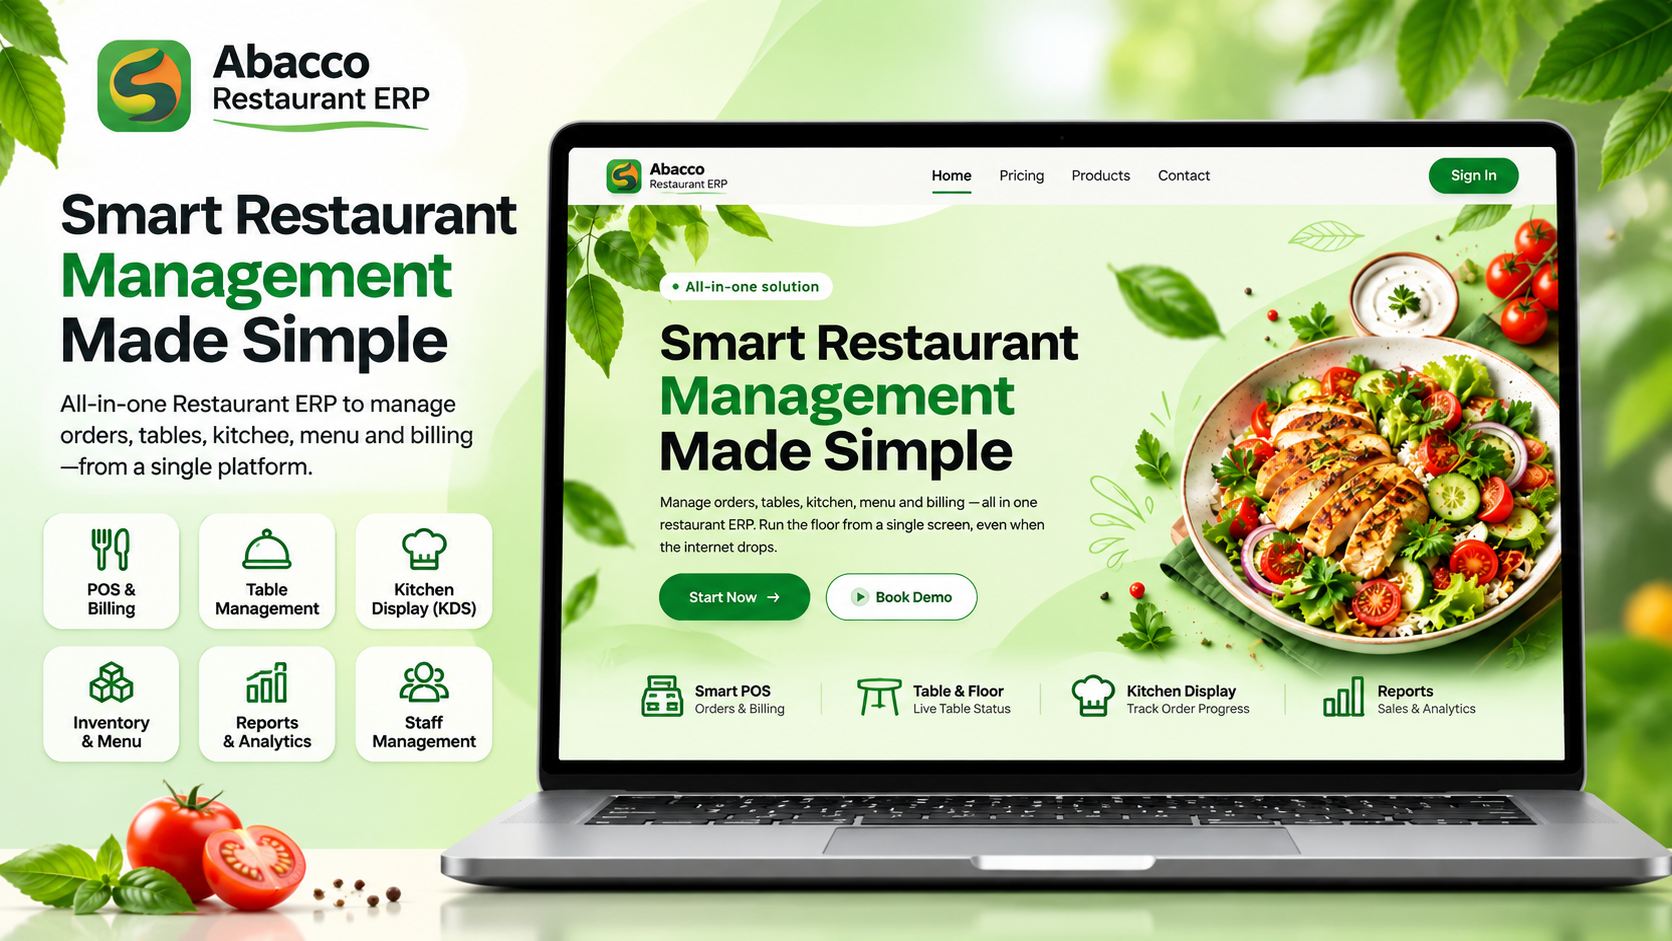 Abacco
Restaurant ERP
Smart Restaurant
Management
Made Simple
All-in-one Restaurant ERP to manage
orders, tables, kitchee, menu and billing
—from a single platform.
POS &
Billing
Table
Management
Kitchen
Display (KDS)
Inventory
& Menu
Reports
& Analytics
Staff
Management
Abacco
Restaurant ERP
Home
Pricing
Products
Contact
Sign In
• All-in-one solution
Smart Restaurant
Management
Made Simple
Manage orders, tables, kitchen, menu and billing — all in one
restaurant ERP. Run the floor from a single screen, even when
the internet drops.
Start Now →
Book Demo
Smart POS
Orders & Billing
Table & Floor
Live Table Status
Kitchen Display
Track Order Progress
Reports
Sales & Analytics